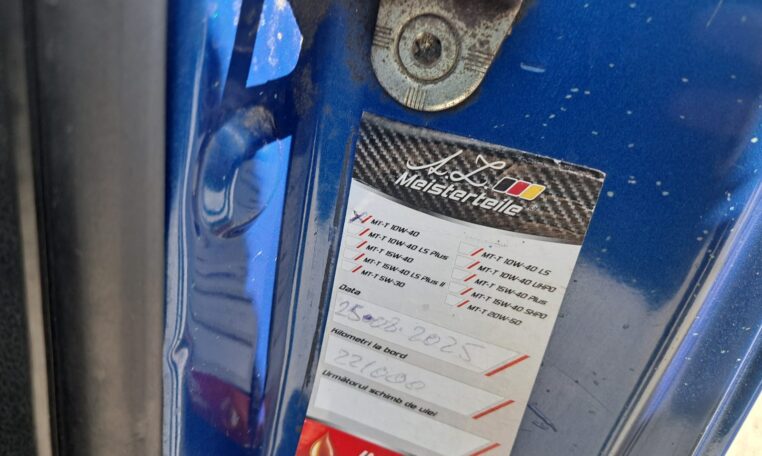 A.Z.
Meisterteile
MT-T 10W-40
MT-T 10W-40 LS Plus
MT-T 15W-40
MT-T 15W-40 LS Plus II
MT-T 5W-30
MT-T 10W-40 LS
MT-T 10W-40 UHPD
MT-T 15W-40 Plus
MT-T 15W-40 SHPD
MT-T 20W-50
Data
25-08-2025
Kilometri la bord
221000
Următorul schimb de ulei